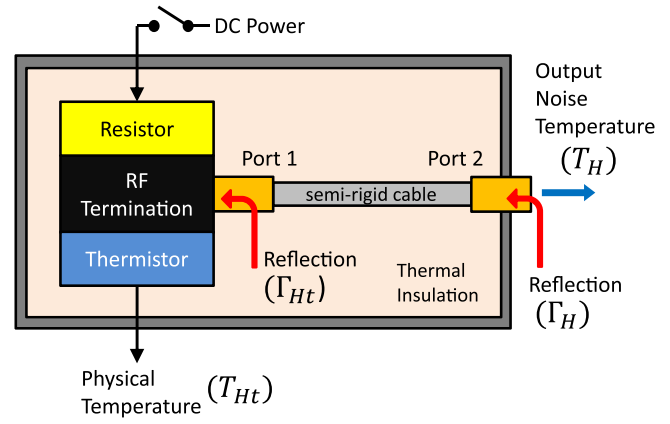 DC Power
Output
Noise
Temperature
(T_H)
Resistor
RF
Termination
Thermistor
Port 1
Port 2
semi-rigid cable
Reflection
(Γ_Ht)
Thermal
Insulation
Reflection
(Γ_H)
Physical
Temperature
(T_Ht)